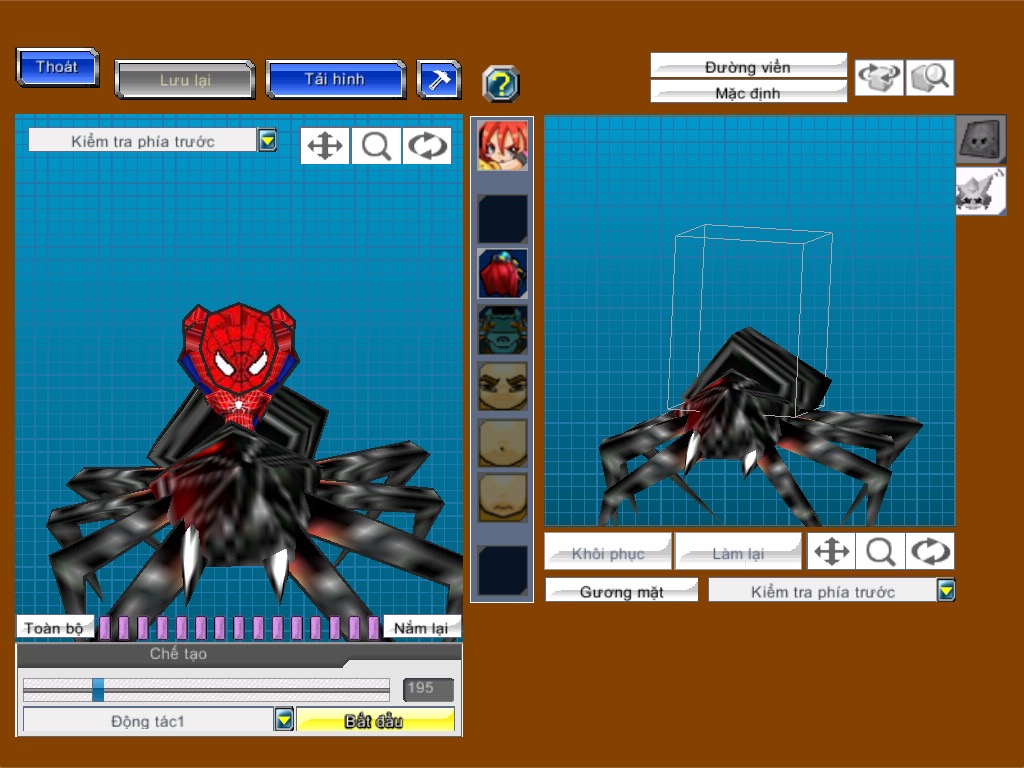 Thoát
Lưu lại
Tải hình
?
Đường viền
Mặc định
Kiểm tra phía trước
Khôi phục
Làm lại
Gương mặt
Kiểm tra phía trước
Toàn bộ
Nắm lại
Chế tạo
195
Động tác1
Bắt đầu